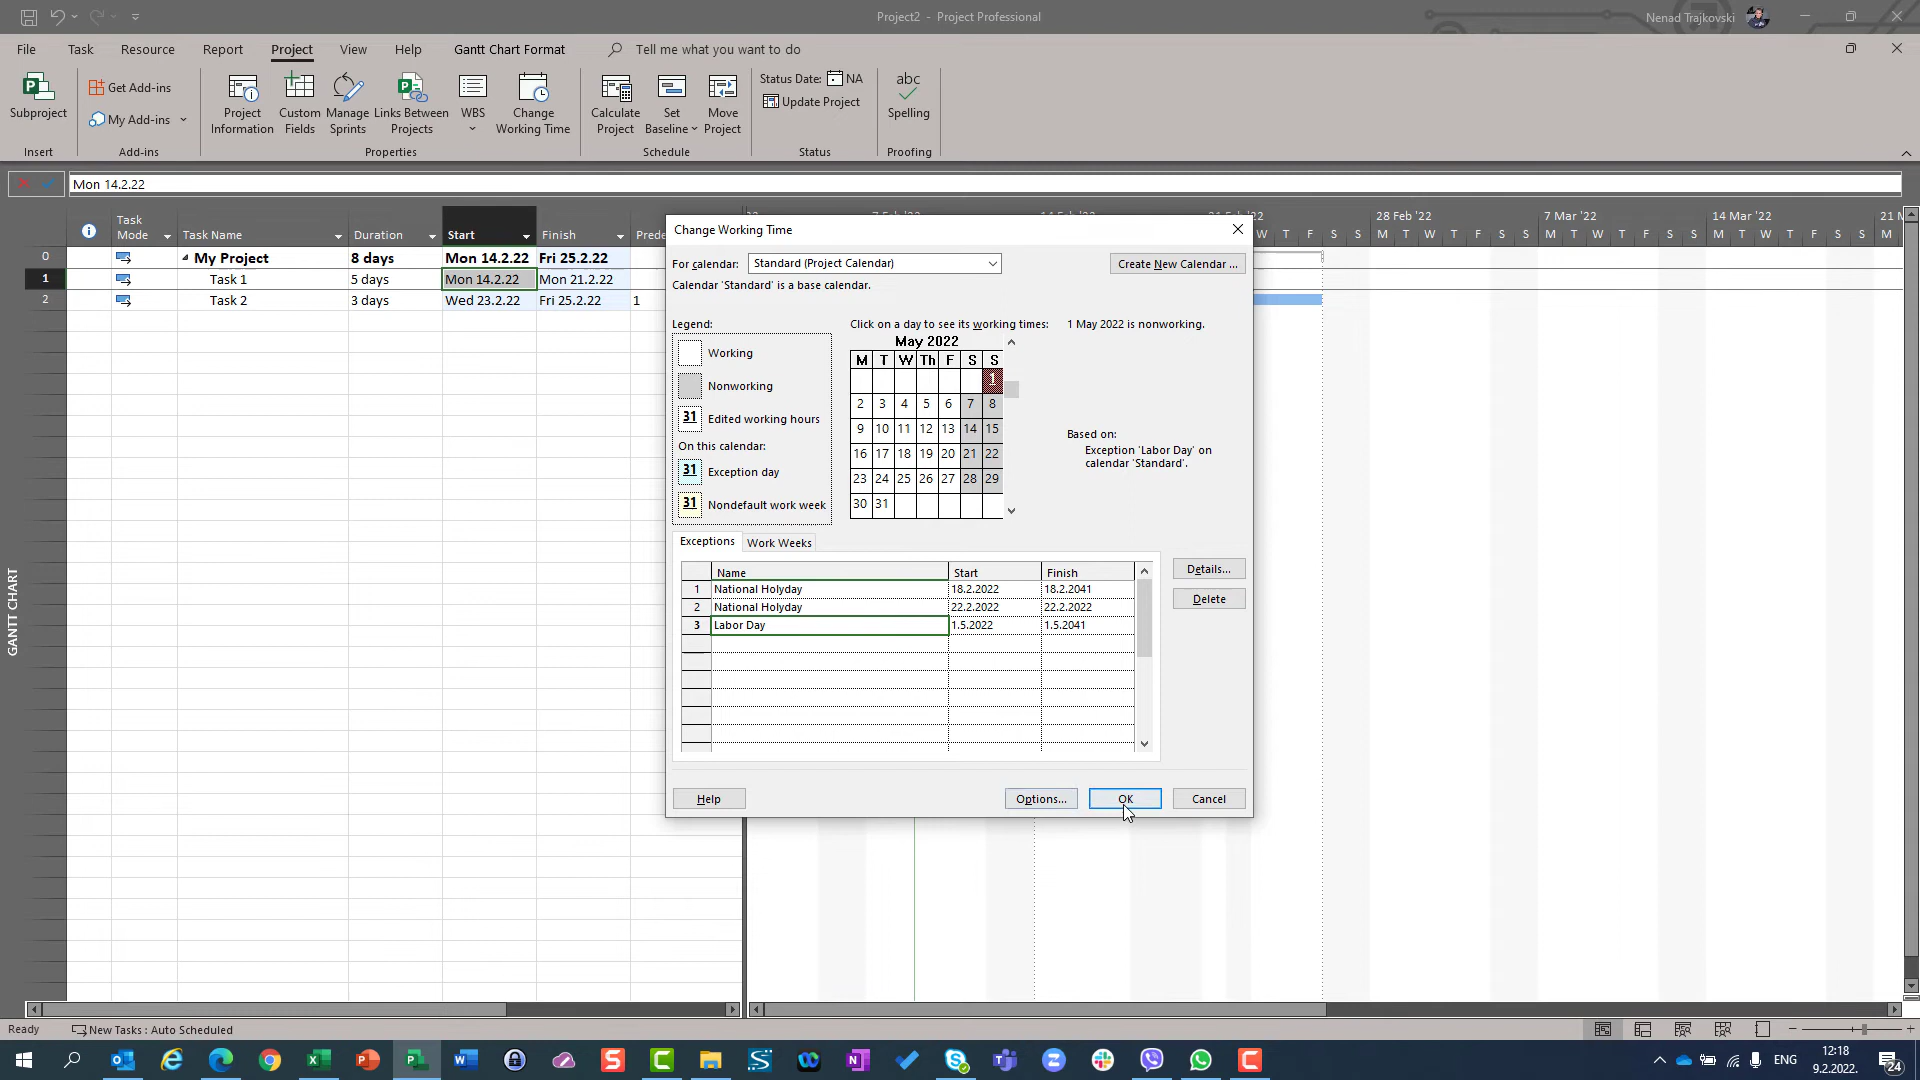 Project2 - Project Professional
Nenad Trajkovski
File Task Resource Report Project View Help Gantt Chart Format Tell me what you want to do
Subproject
Get Add-ins
My Add-ins
Project Information
Custom Fields
Manage Sprints
Links Between Projects
WBS
Change Working Time
Calculate Project
Set Baseline
Move Project
Status Date: NA
Update Project
abc
Spelling
Insert Add-ins Properties Schedule Status Proofing
Mon 14.2.22
Task Mode Task Name Duration Start Finish
0 My Project 8 days Mon 14.2.22 Fri 25.2.22
1 Task 1 5 days Mon 14.2.22 Mon 21.2.22
2 Task 2 3 days Wed 23.2.22 Fri 25.2.22 1
28 Feb '22 7 Mar '22 14 Mar '22
W T F S S M T W T F S S M T W T F S S M T W T F S S M
GANTT CHART
Change Working Time
For calendar: Standard (Project Calendar) Create New Calendar ...
Calendar 'Standard' is a base calendar.
Legend:
Working
Nonworking
31 Edited working hours
On this calendar:
31 Exception day
31 Nondefault work week
Click on a day to see its working times: 1 May 2022 is nonworking.
May 2022
M T W Th F S S
1
2 3 4 5 6 7 8
9 10 11 12 13 14 15
16 17 18 19 20 21 22
23 24 25 26 27 28 29
30 31
Based on:
Exception 'Labor Day' on
calendar 'Standard'.
Exceptions Work Weeks
Name Start Finish
1 National Holyday 18.2.2022 18.2.2041
2 National Holyday 22.2.2022 22.2.2022
3 Labor Day 1.5.2022 1.5.2041
Details...
Delete
Help Options... OK Cancel
Ready New Tasks : Auto Scheduled
ENG
12:18
9.2.2022.
24